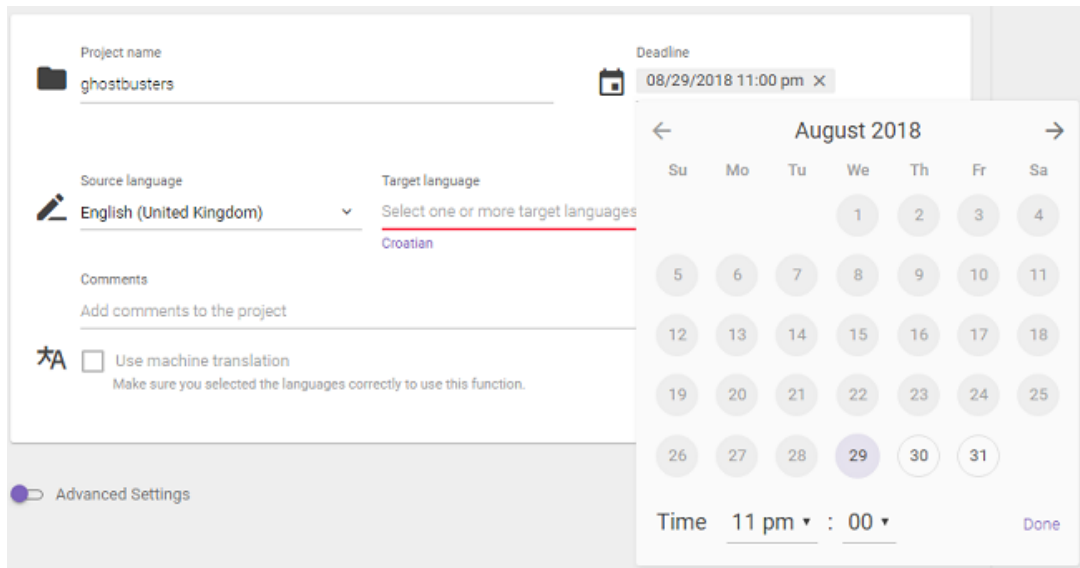 Project name
ghostbusters
Deadline
08/29/2018 11:00 pm ×
August 2018
Su Mo Tu We Th Fr Sa
1 2 3 4
5 6 7 8 9 10 11
12 13 14 15 16 17 18
19 20 21 22 23 24 25
26 27 28 29 30 31
Time 11 pm : 00
Done
Source language
English (United Kingdom)
Target language
Select one or more target languages
Croatian
Comments
Add comments to the project
Use machine translation
Make sure you selected the languages correctly to use this function.
Advanced Settings